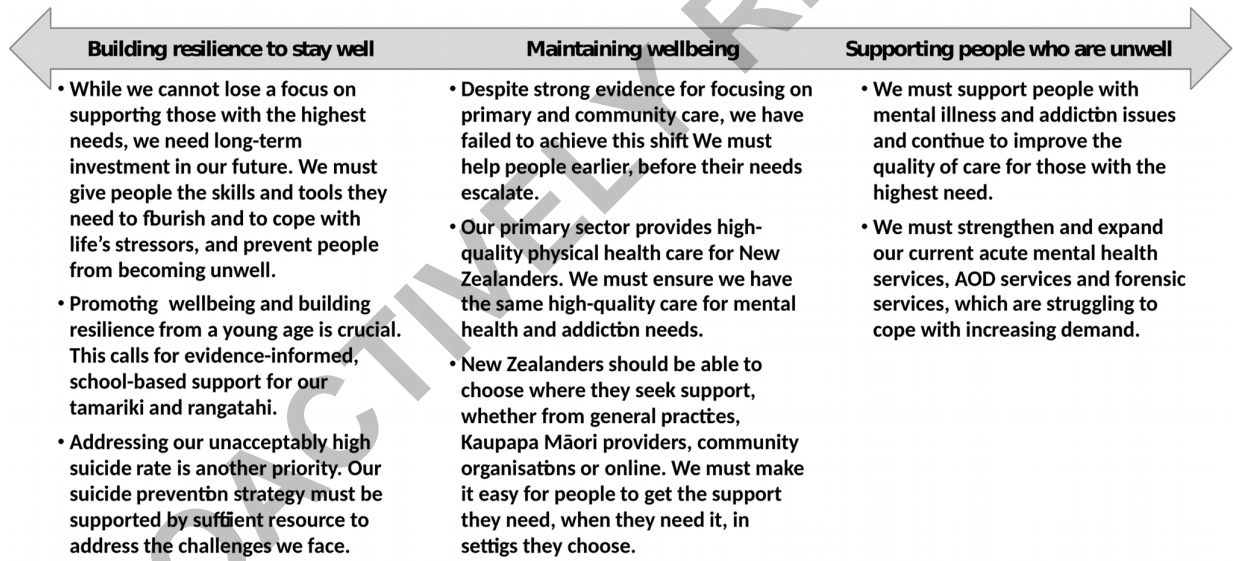 Building resilience to stay well
Maintaining wellbeing
Supporting people who are unwell
• While we cannot lose a focus on
supporting those with the highest
needs, we need long-term
investment in our future. We must
give people the skills and tools they
need to flourish and to cope with
life's stressors, and prevent people
from becoming unwell.
• Promoting wellbeing and building
resilience from a young age is crucial.
This calls for evidence-informed,
school-based support for our
tamariki and rangatahi.
• Addressing our unacceptably high
suicide rate is another priority. Our
suicide prevention strategy must be
supported by sufficient resource to
address the challenges we face.
• Despite strong evidence for focusing on
primary and community care, we have
failed to achieve this shift We must
help people earlier, before their needs
escalate.
• Our primary sector provides high-
quality physical health care for New
Zealanders. We must ensure we have
the same high-quality care for mental
health and addiction needs.
• New Zealanders should be able to
choose where they seek support,
whether from general practices,
Kaupapa Māori providers, community
organisations or online. We must make
it easy for people to get the support
they need, when they need it, in
settings they choose.
• We must support people with
mental illness and addiction issues
and continue to improve the
quality of care for those with the
highest need.
• We must strengthen and expand
our current acute mental health
services, AOD services and forensic
services, which are struggling to
cope with increasing demand.
OACTIVELY R